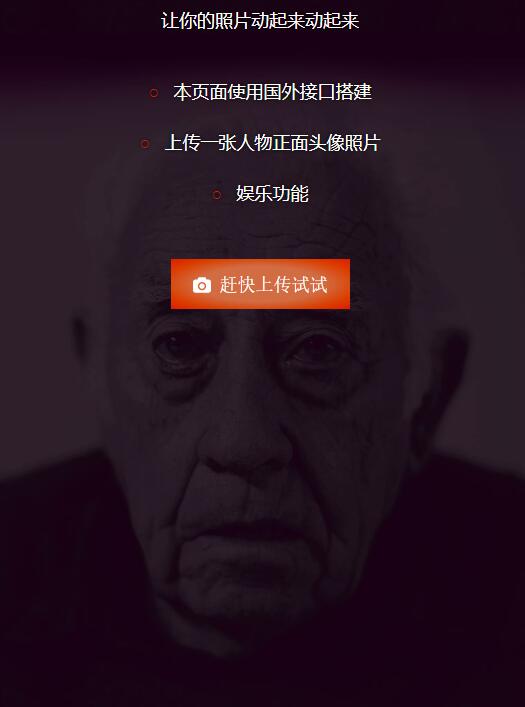 让你的照片动起来动起来
本页面使用国外接口搭建
上传一张人物正面头像照片
娱乐功能
赶快上传试试